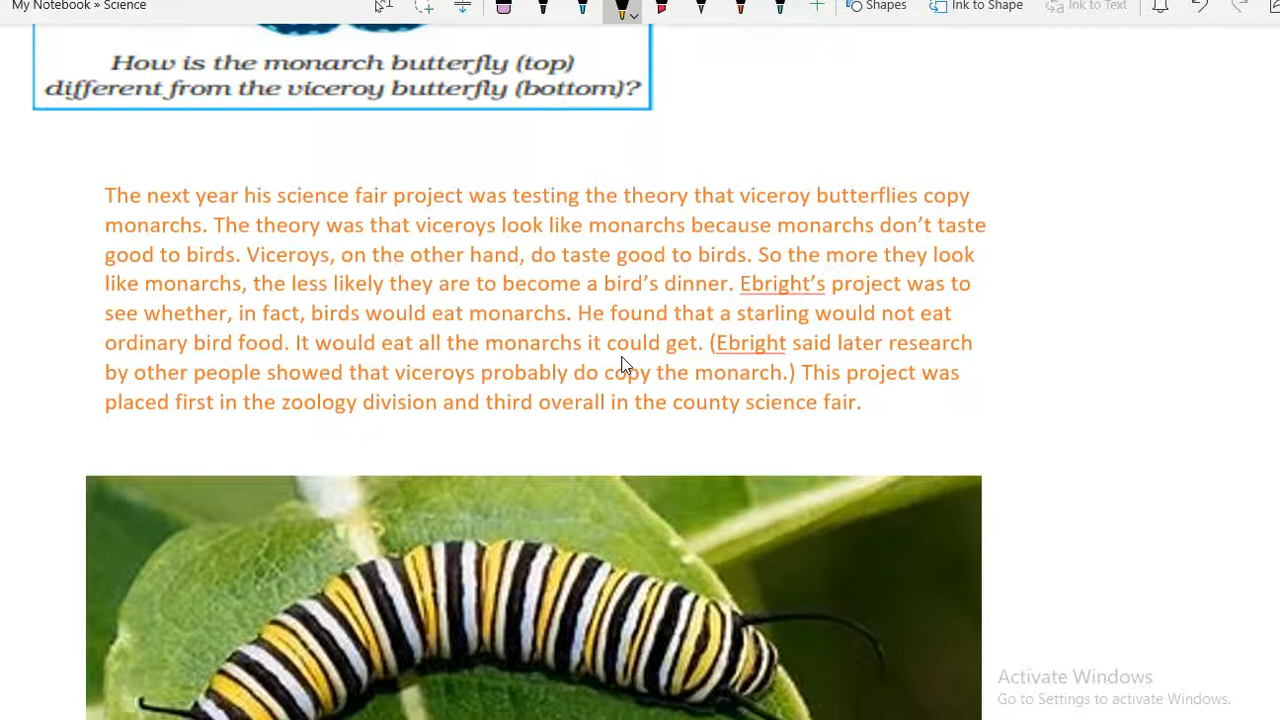 My Notebook » Science
Shapes
Ink to Shape
Ink to Text
How is the monarch butterfly (top)
different from the viceroy butterfly (bottom)?
The next year his science fair project was testing the theory that viceroy butterflies copy
monarchs. The theory was that viceroys look like monarchs because monarchs don’t taste
good to birds. Viceroys, on the other hand, do taste good to birds. So the more they look
like monarchs, the less likely they are to become a bird’s dinner. Ebright’s project was to
see whether, in fact, birds would eat monarchs. He found that a starling would not eat
ordinary bird food. It would eat all the monarchs it could get. (Ebright said later research
by other people showed that viceroys probably do copy the monarch.) This project was
placed first in the zoology division and third overall in the county science fair.
Activate Windows
Go to Settings to activate Windows.